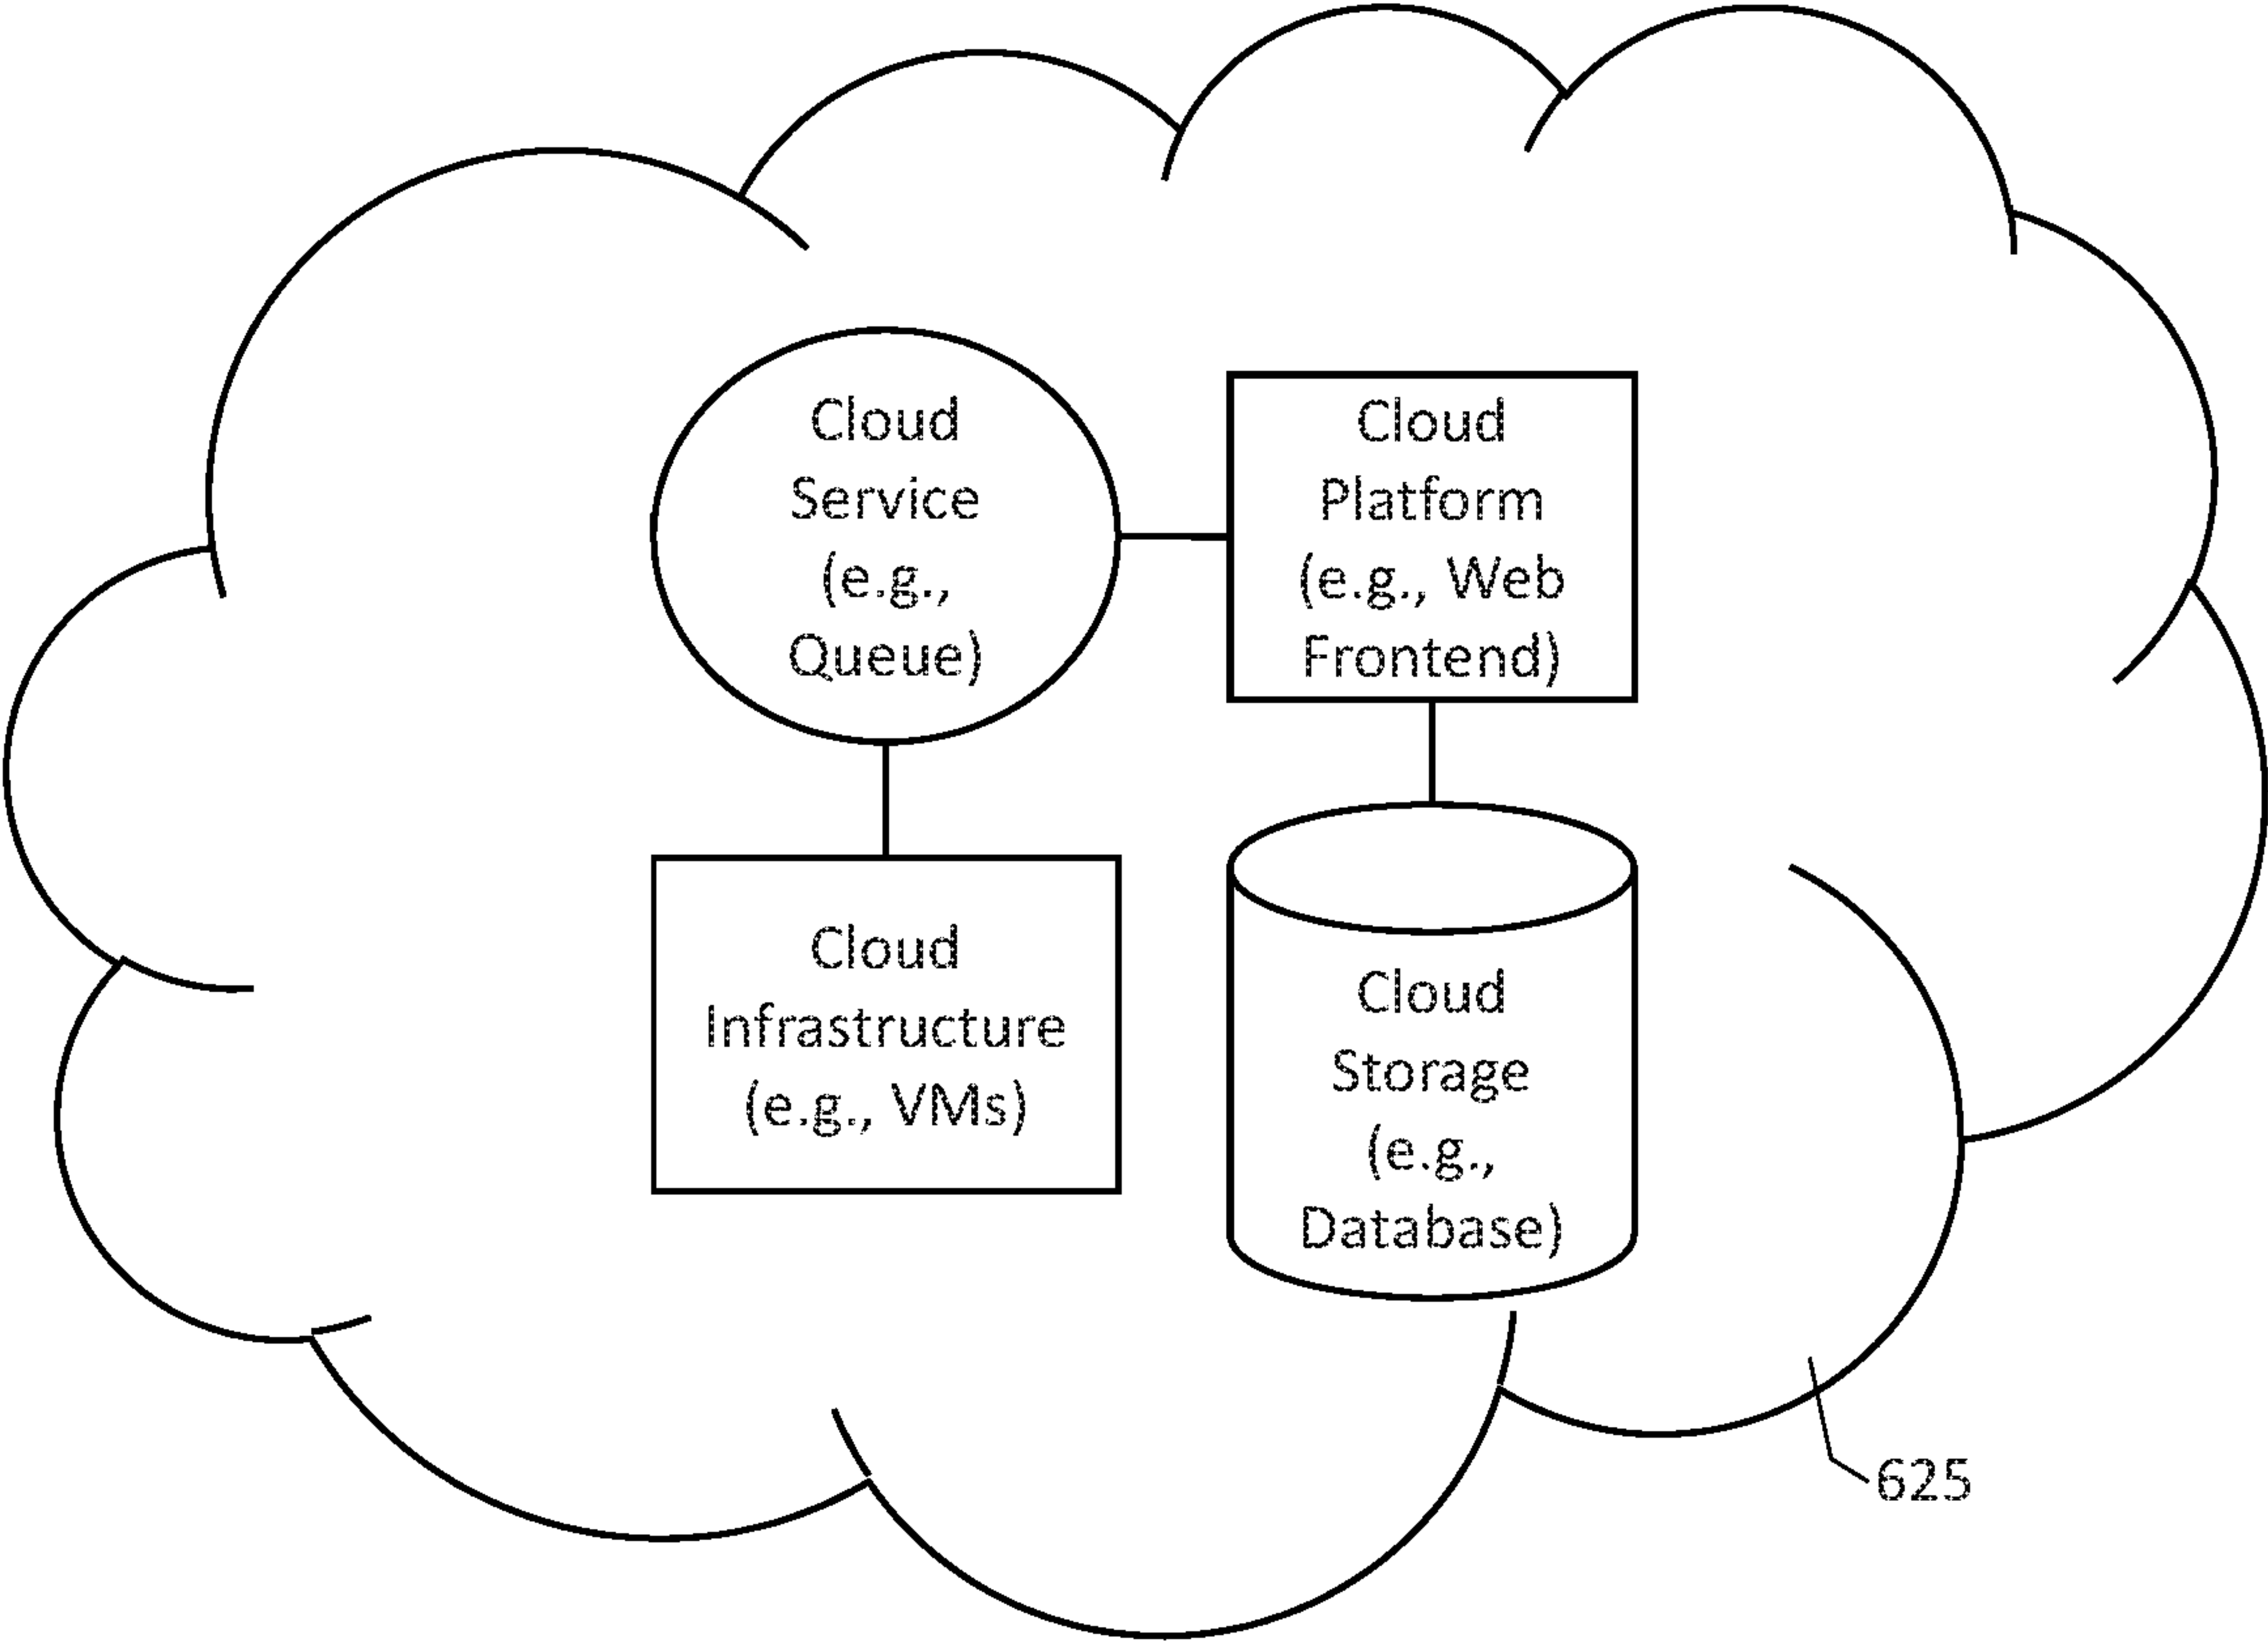 Cloud
Service
(e.g.,
Queue)
Cloud
Platform
(e.g., Web
Frontend)
Cloud
Infrastructure
(e.g., VMs)
Cloud
Storage
(e.g.,
Database)
625